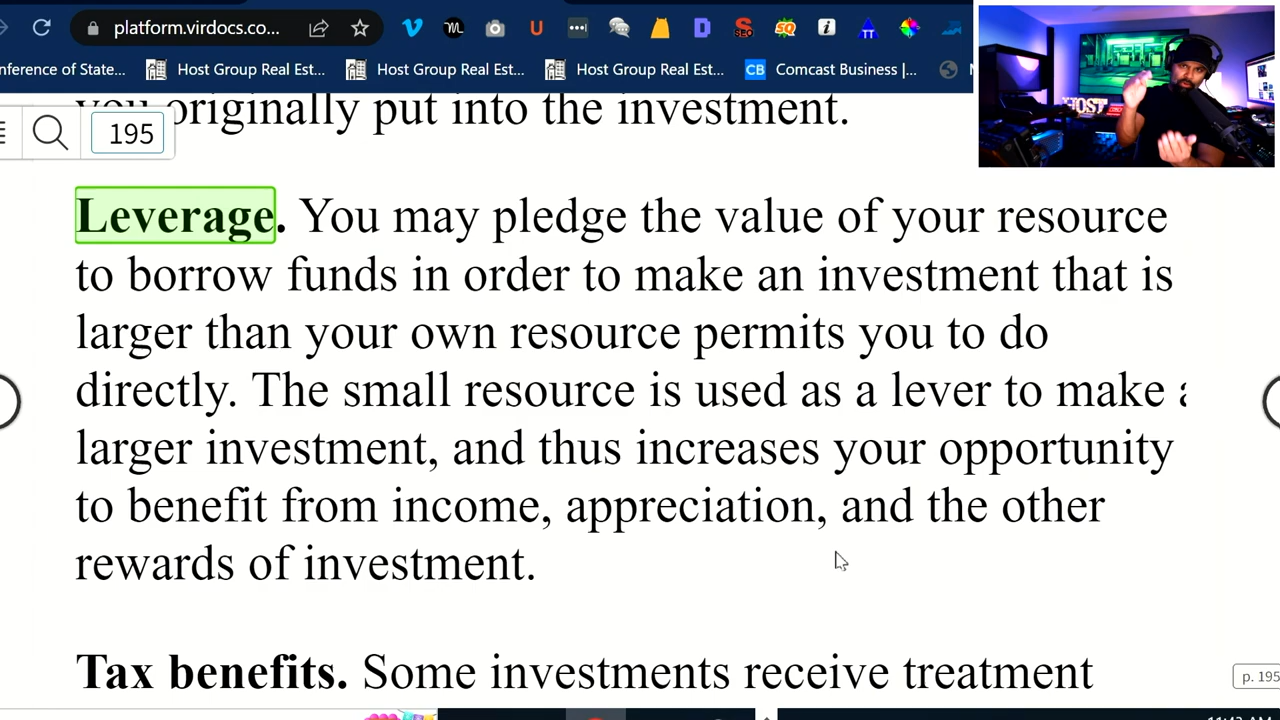 platform.virdocs.co...
nference of State...
Host Group Real Est...
Host Group Real Est...
Host Group Real Est...
CB Comcast Business |...
you originally put into the investment.
195
Leverage. You may pledge the value of your resource
to borrow funds in order to make an investment that is
larger than your own resource permits you to do
directly. The small resource is used as a lever to make a
larger investment, and thus increases your opportunity
to benefit from income, appreciation, and the other
rewards of investment.
Tax benefits. Some investments receive treatment
p. 195
HOST